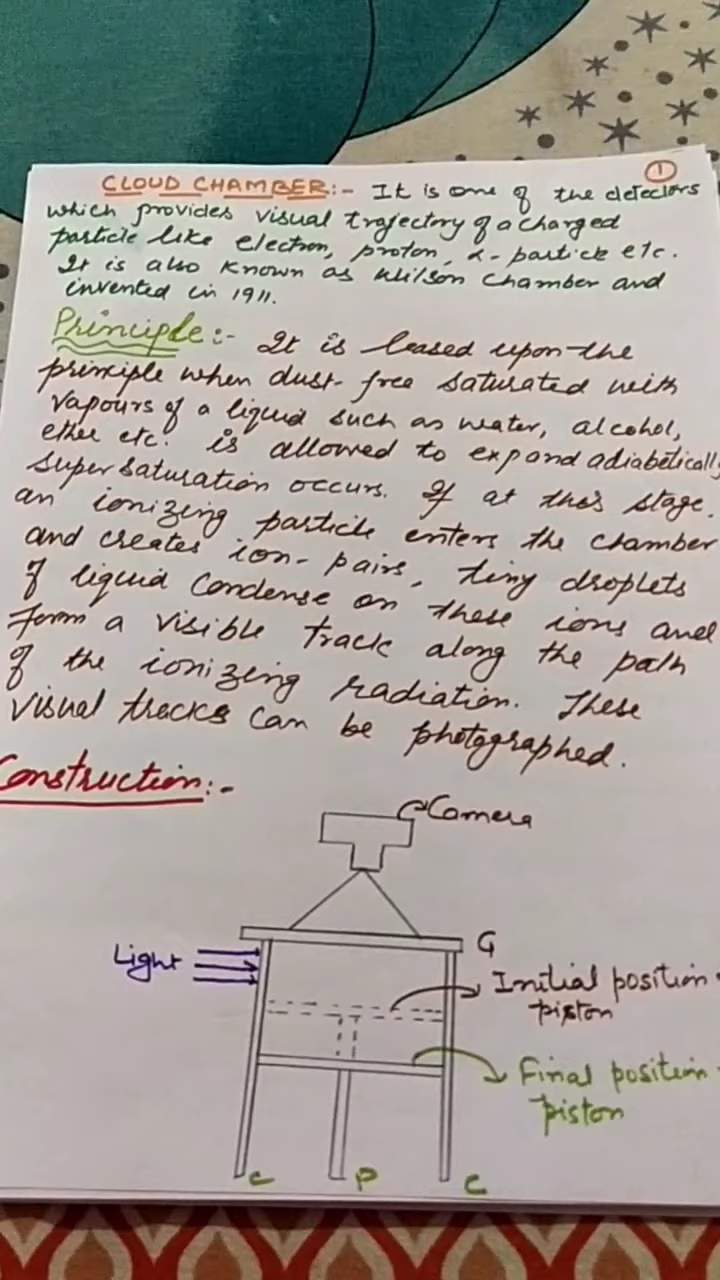 ①
CLOUD CHAMBER:- It is one of the detectors
which provides visual trajectory of a charged
particle like electron, proton, α-particle etc.
It is also known as Wilson Chamber and
invented in 1911.
Principle:- It is based upon the
principle when dust-free saturated with
vapours of a liquid such as water, alcohol,
ether etc. is allowed to expand adiabetically
super saturation occurs. If at this stage
an ionizing particle enters the chamber
and creates ion-pairs, tiny droplets
of liquid condense on these ions and
form a visible track along the path
of the ionizing radiation. These
visual tracks can be photographed.
Construction:-
Camera
G
Light
Initial position
piston
Final position
piston
C P C